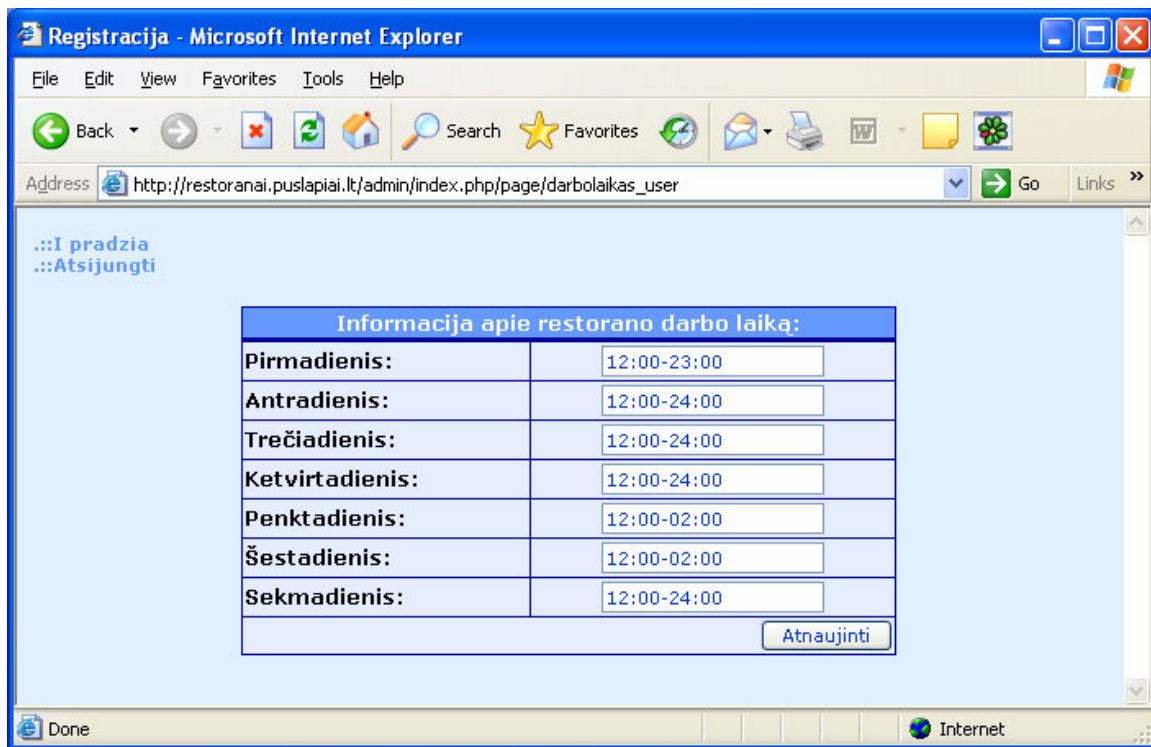 Registracija - Microsoft Internet Explorer
File Edit View Favorites Tools Help
Back Search Favorites W
Address http://restoranai.puslapiai.lt/admin/index.php/page/darbolaikas_user Go Links »
.::I pradzia
.::Atsijungti
Informacija apie restorano darbo laiką:
Pirmadienis: 12:00-23:00
Antradienis: 12:00-24:00
Trečiadienis: 12:00-24:00
Ketvirtadienis: 12:00-24:00
Penktadienis: 12:00-02:00
Šestadienis: 12:00-02:00
Sekmadienis: 12:00-24:00
Atnaujinti
Done Internet